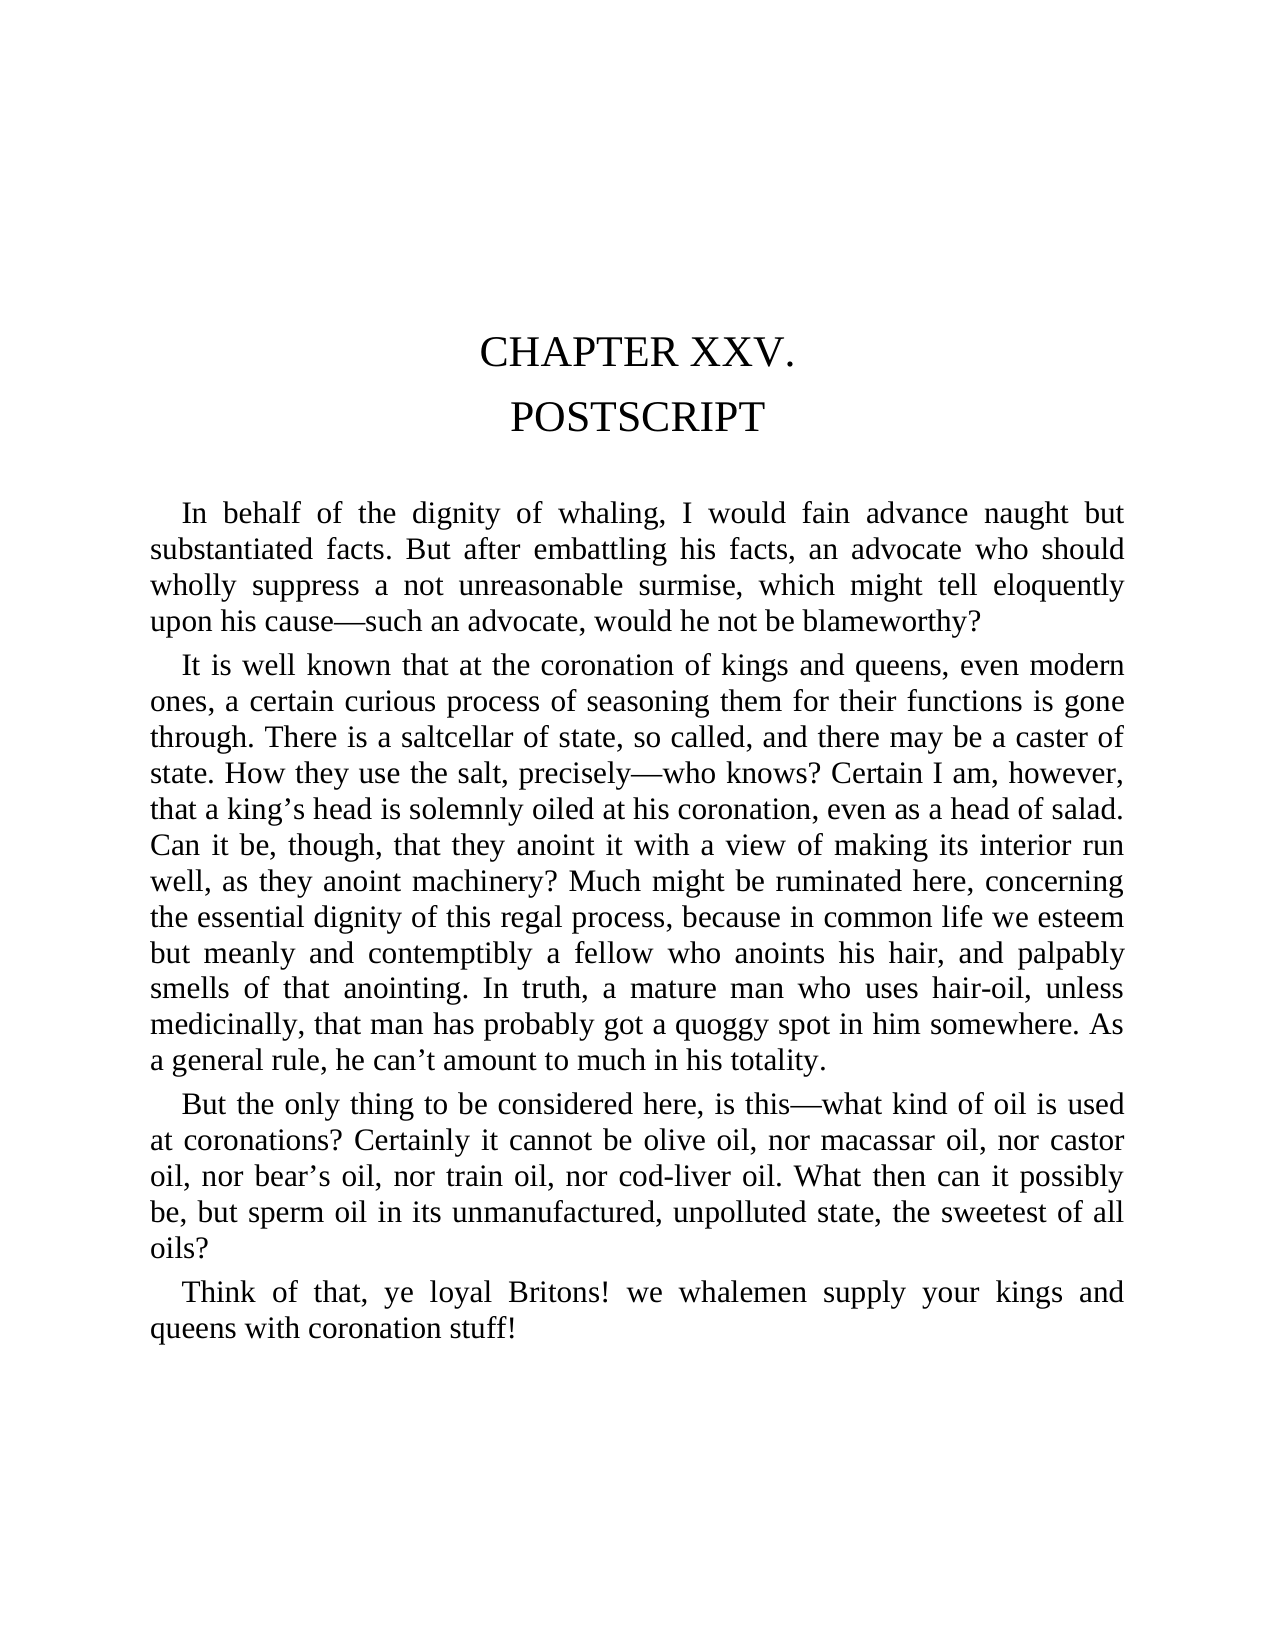 CHAPTER XXV.
POSTSCRIPT
In behalf of the dignity of whaling, I would fain advance naught but
substantiated facts. But after embattling his facts, an advocate who should
wholly suppress a not unreasonable surmise, which might tell eloquently
upon his cause—such an advocate, would he not be blameworthy?
It is well known that at the coronation of kings and queens, even modern
ones, a certain curious process of seasoning them for their functions is gone
through. There is a saltcellar of state, so called, and there may be a caster of
state. How they use the salt, precisely—who knows? Certain I am, however,
that a king’s head is solemnly oiled at his coronation, even as a head of salad.
Can it be, though, that they anoint it with a view of making its interior run
well, as they anoint machinery? Much might be ruminated here, concerning
the essential dignity of this regal process, because in common life we esteem
but meanly and contemptibly a fellow who anoints his hair, and palpably
smells of that anointing. In truth, a mature man who uses hair-oil, unless
medicinally, that man has probably got a quoggy spot in him somewhere. As
a general rule, he can’t amount to much in his totality.
But the only thing to be considered here, is this—what kind of oil is used
at coronations? Certainly it cannot be olive oil, nor macassar oil, nor castor
oil, nor bear’s oil, nor train oil, nor cod-liver oil. What then can it possibly
be, but sperm oil in its unmanufactured, unpolluted state, the sweetest of all
oils?
Think of that, ye loyal Britons! we whalemen supply your kings and
queens with coronation stuff!